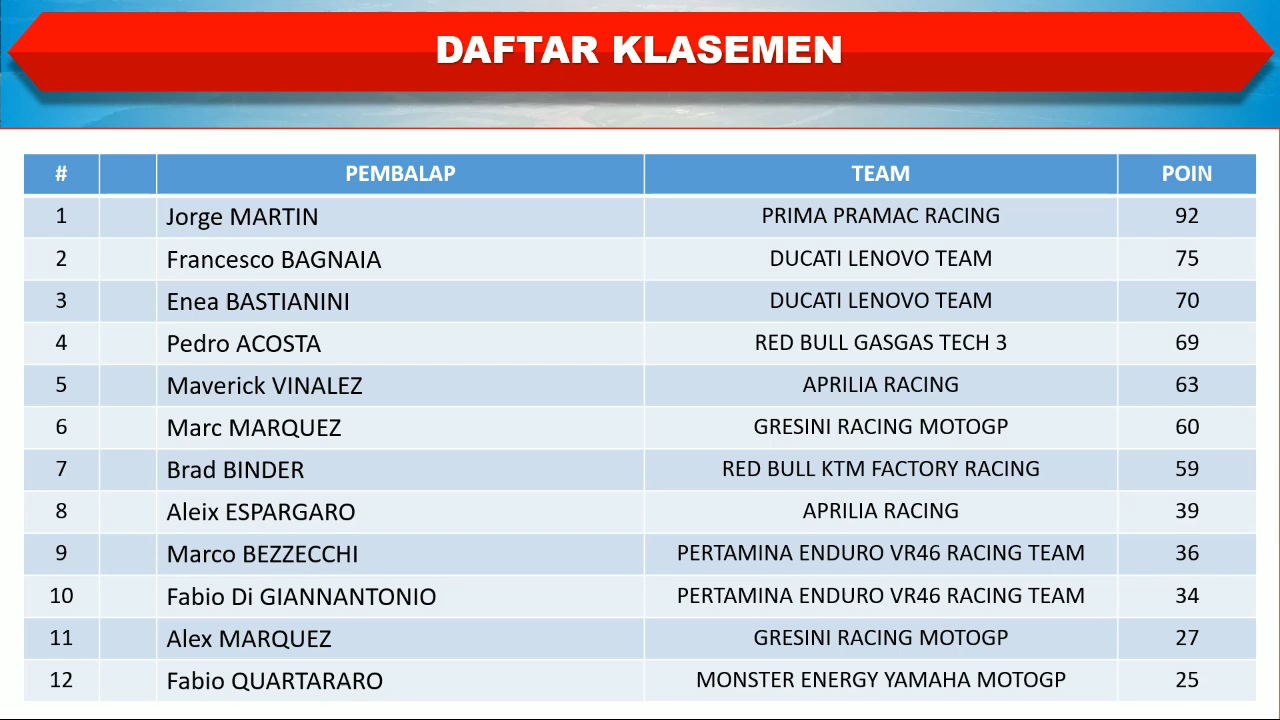 DAFTAR KLASEMEN
# PEMBALAP TEAM POIN
1 Jorge MARTIN PRIMA PRAMAC RACING 92
2 Francesco BAGNAIA DUCATI LENOVO TEAM 75
3 Enea BASTIANINI DUCATI LENOVO TEAM 70
4 Pedro ACOSTA RED BULL GASGAS TECH 3 69
5 Maverick VINALEZ APRILIA RACING 63
6 Marc MARQUEZ GRESINI RACING MOTOGP 60
7 Brad BINDER RED BULL KTM FACTORY RACING 59
8 Aleix ESPARGARO APRILIA RACING 39
9 Marco BEZZECCHI PERTAMINA ENDURO VR46 RACING TEAM 36
10 Fabio Di GIANNANTONIO PERTAMINA ENDURO VR46 RACING TEAM 34
11 Alex MARQUEZ GRESINI RACING MOTOGP 27
12 Fabio QUARTARARO MONSTER ENERGY YAMAHA MOTOGP 25